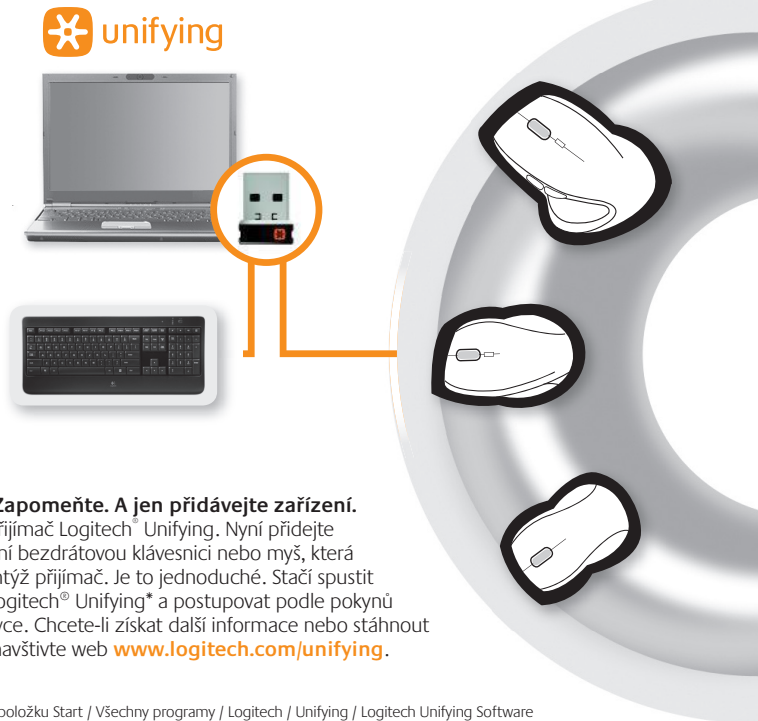 unifying
Zapomeňte. A jen přidávejte zařízení.
řijímač Logitech® Unifying. Nyní přidejte
ní bezdrátovou klávesnici nebo myš, která
ntýž přijímač. Je to jednoduché. Stačí spustit
ogitech® Unifying* a postupovat podle pokynů
vce. Chcete-li získat další informace nebo stáhnout
navštivte web www.logitech.com/unifying.
položku Start / Všechny programy / Logitech / Unifying / Logitech Unifying Software